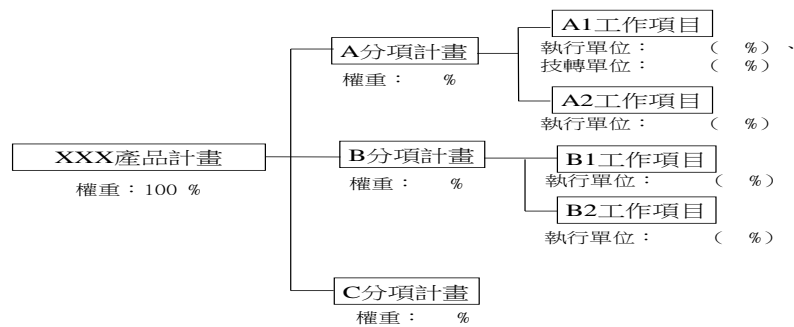 A1工作項目
執行單位： （ %）、
技轉單位： （ %）
A分項計畫
權重： %
A2工作項目
執行單位： （ %）
XXX產品計畫
權重：100 %
B分項計畫
權重： %
B1工作項目
執行單位： （ %）
B2工作項目
執行單位： （ %）
C分項計畫
權重： %